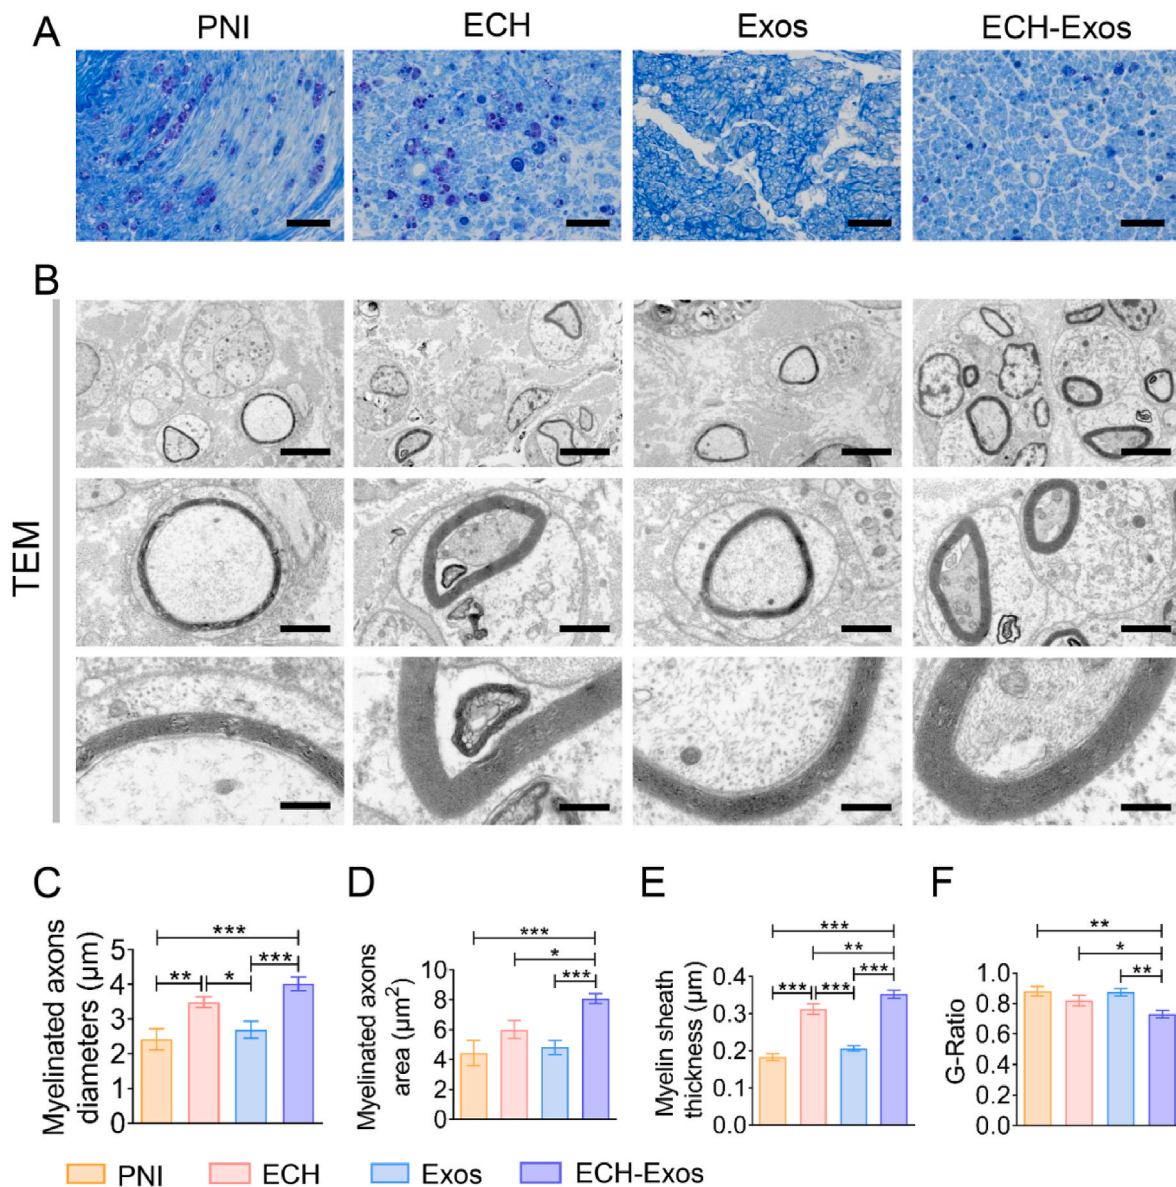 A
PNI
ECH
Exos
ECH-Exos
B
TEM
C
Myelinated axons
diameters (μm)
5
4
3
2
1
0
***
**
*
***
D
Myelinated axons
area (μm²)
10
8
6
4
2
0
***
*
***
E
Myelin sheath
thickness (μm)
0.4
0.3
0.2
0.1
0.0
***
**
***
***
***
F
G-Ratio
1.0
0.8
0.6
0.4
0.2
0.0
**
*
**
PNI
ECH
Exos
ECH-Exos